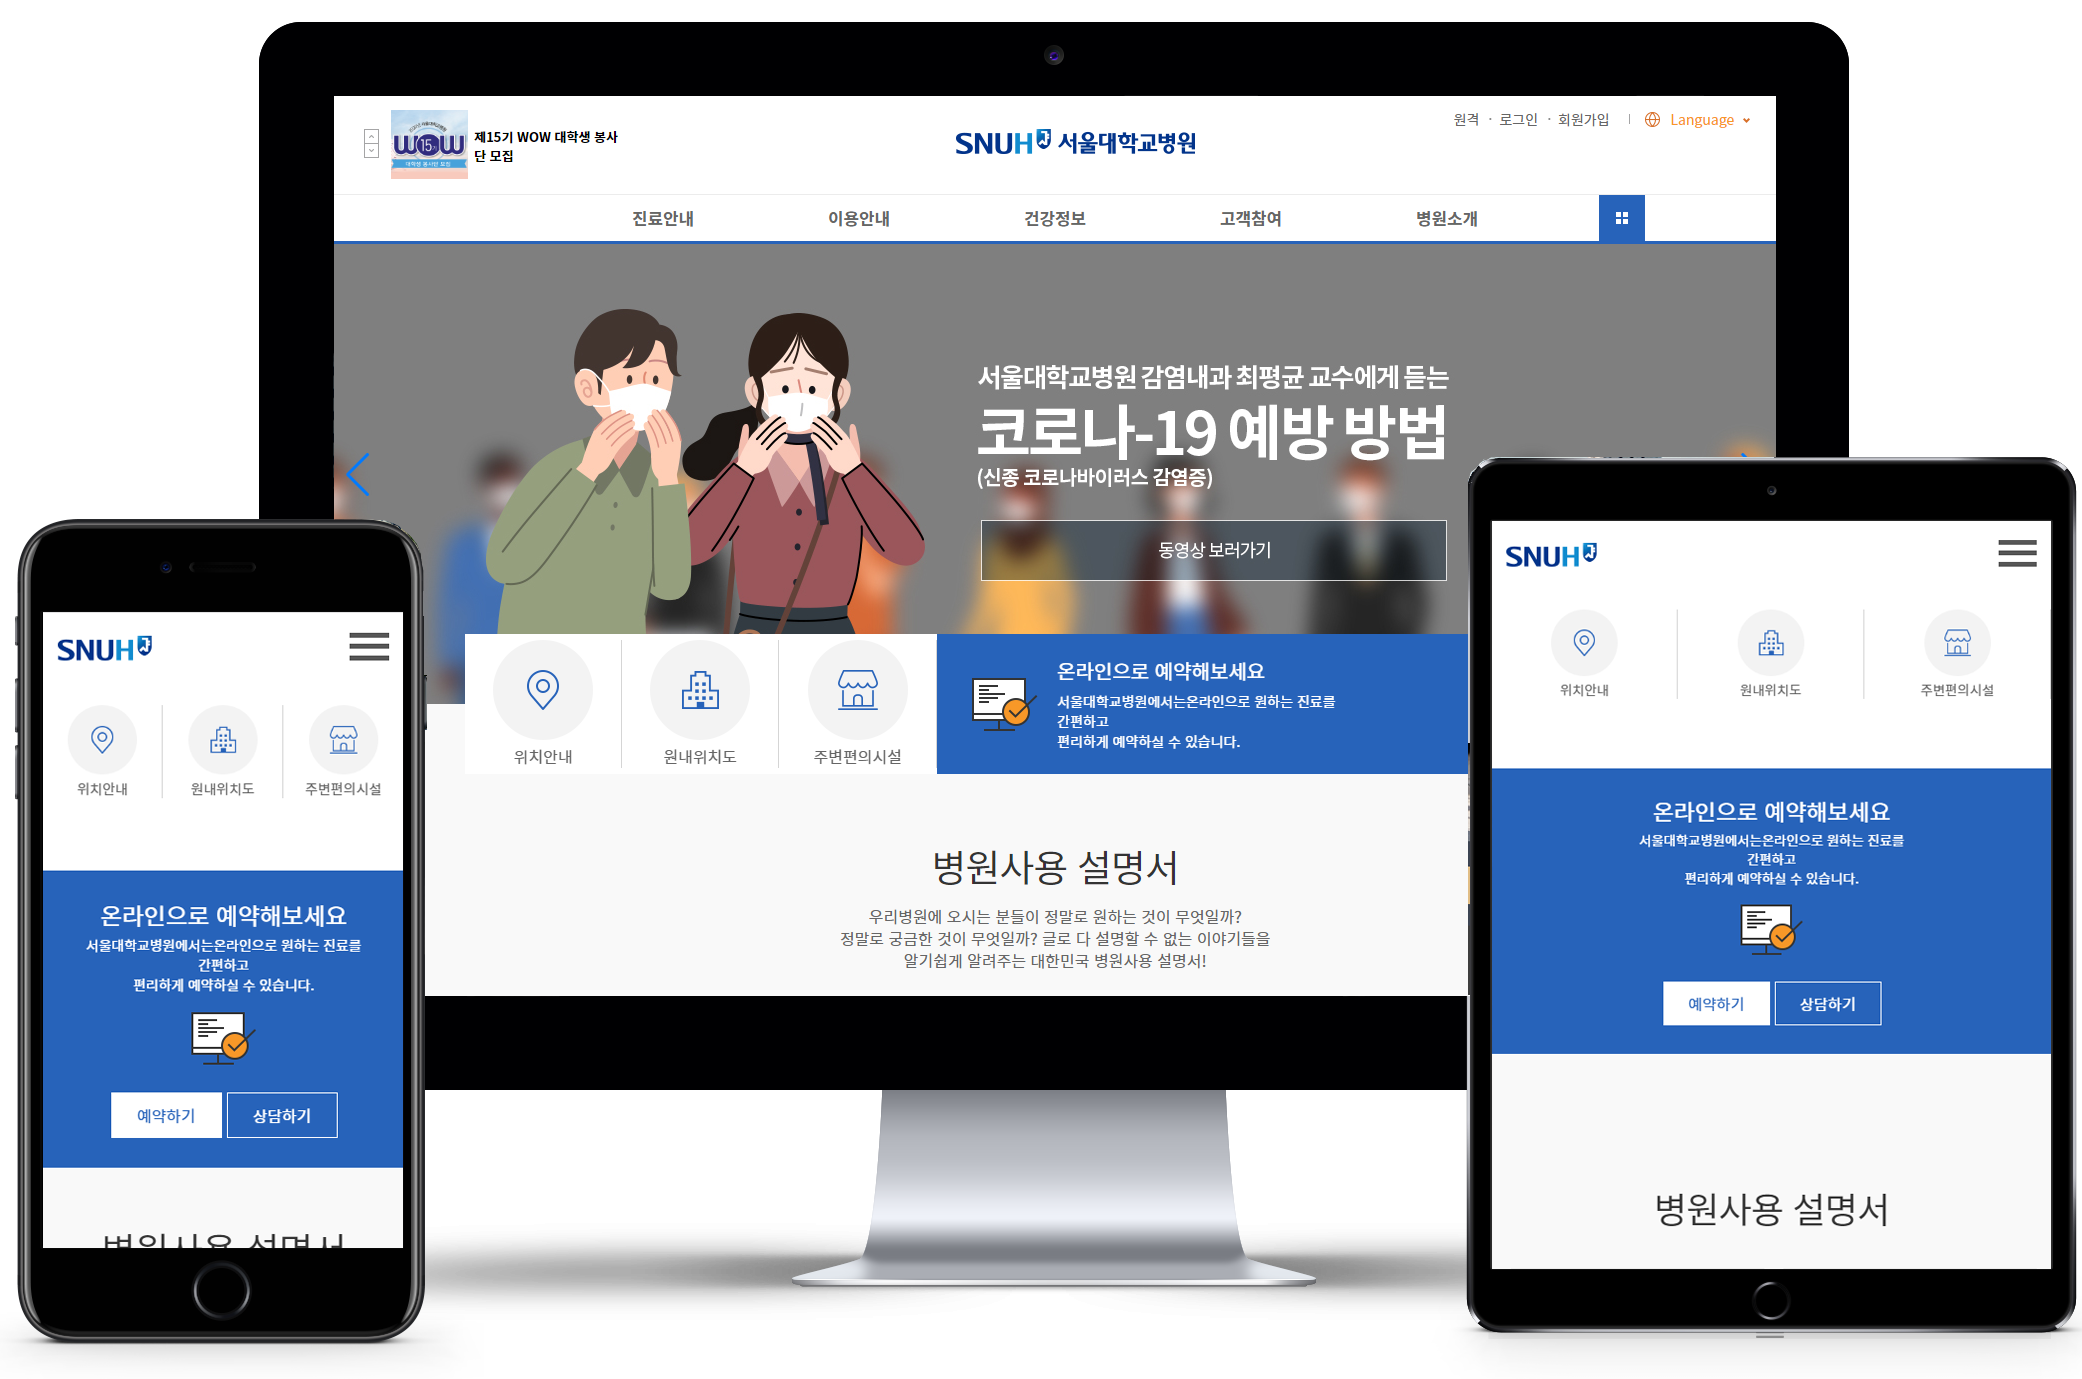 제15기 WOW 대학생 봉사
단 모집
WOW
15
대학생 봉사단 모집
SNUH 서울대학교병원
원격 · 로그인 · 회원가입 | Language
진료안내 이용안내 건강정보 고객참여 병원소개
서울대학교병원 감염내과 최평균 교수에게 듣는
코로나-19 예방 방법
(신종 코로나바이러스 감염증)
동영상 보러가기
위치안내 원내위치도 주변편의시설
온라인으로 예약해보세요
서울대학교병원에서는온라인으로 원하는 진료를
간편하고
편리하게 예약하실 수 있습니다.
병원사용 설명서
우리병원에 오시는 분들이 정말로 원하는 것이 무엇일까?
정말로 궁금한 것이 무엇일까? 글로 다 설명할 수 없는 이야기들을
알기쉽게 알려주는 대한민국 병원사용 설명서!
SNUH
위치안내 원내위치도 주변편의시설
온라인으로 예약해보세요
서울대학교병원에서는온라인으로 원하는 진료를
간편하고
편리하게 예약하실 수 있습니다.
예약하기 상담하기
병원사용 설명서
SNUH
위치안내 원내위치도 주변편의시설
온라인으로 예약해보세요
서울대학교병원에서는온라인으로 원하는 진료를
간편하고
편리하게 예약하실 수 있습니다.
예약하기 상담하기
병원사용 설명서